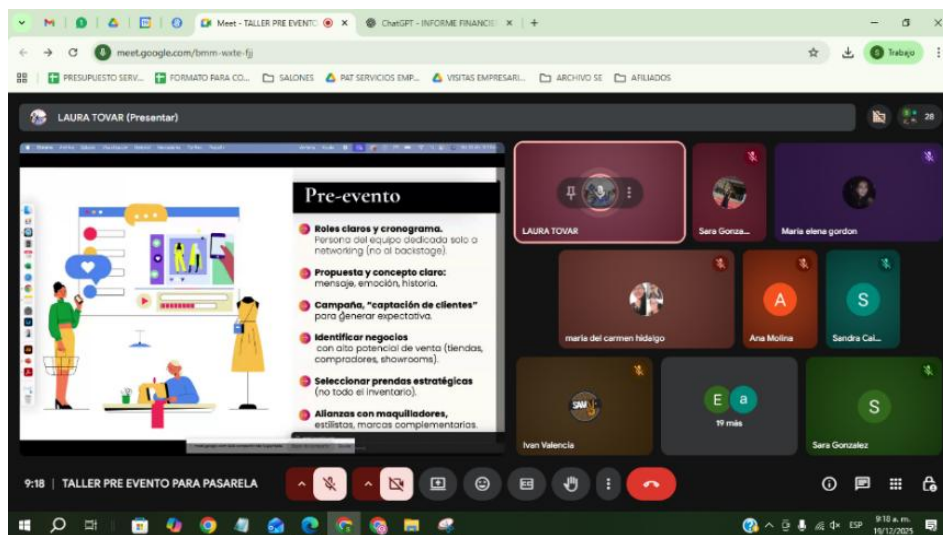 Meet - TALLER PRE EVENTO
ChatGPT - INFORME FINANCIE
meet.google.com/bmm-wxte-fjj
Trabajo
PRESUPUESTO SERV...
FORMATO PARA CO...
SALONES
PAT SERVICIOS EMP...
VISITAS EMPRESARI...
ARCHIVO SE
AFILIADOS
LAURA TOVAR (Presentar)
28
Pre-evento
Roles claros y cronograma.
Persona del equipo dedicada solo a
networking (no al backstage).
Propuesta y concepto claro:
mensaje, emoción, historia.
Campaña, "captación de clientes"
para generar expectativa.
Identificar negocios
con alto potencial de venta (tiendas,
compradores, showrooms).
Seleccionar prendas estratégicas
(no todo el inventario).
Alianzas con maquilladores,
estilistas, marcas complementarias.
LAURA TOVAR
Sara Gonza...
Maria elena gordon
maria del carmen hidalgo
A
Ana Molina
S
Sandra Cai...
Ivan Valencia
E a
19 más
S
Sara Gonzalez
9:18 | TALLER PRE EVENTO PARA PASARELA
ESP
9:18 a. m.
19/12/2025